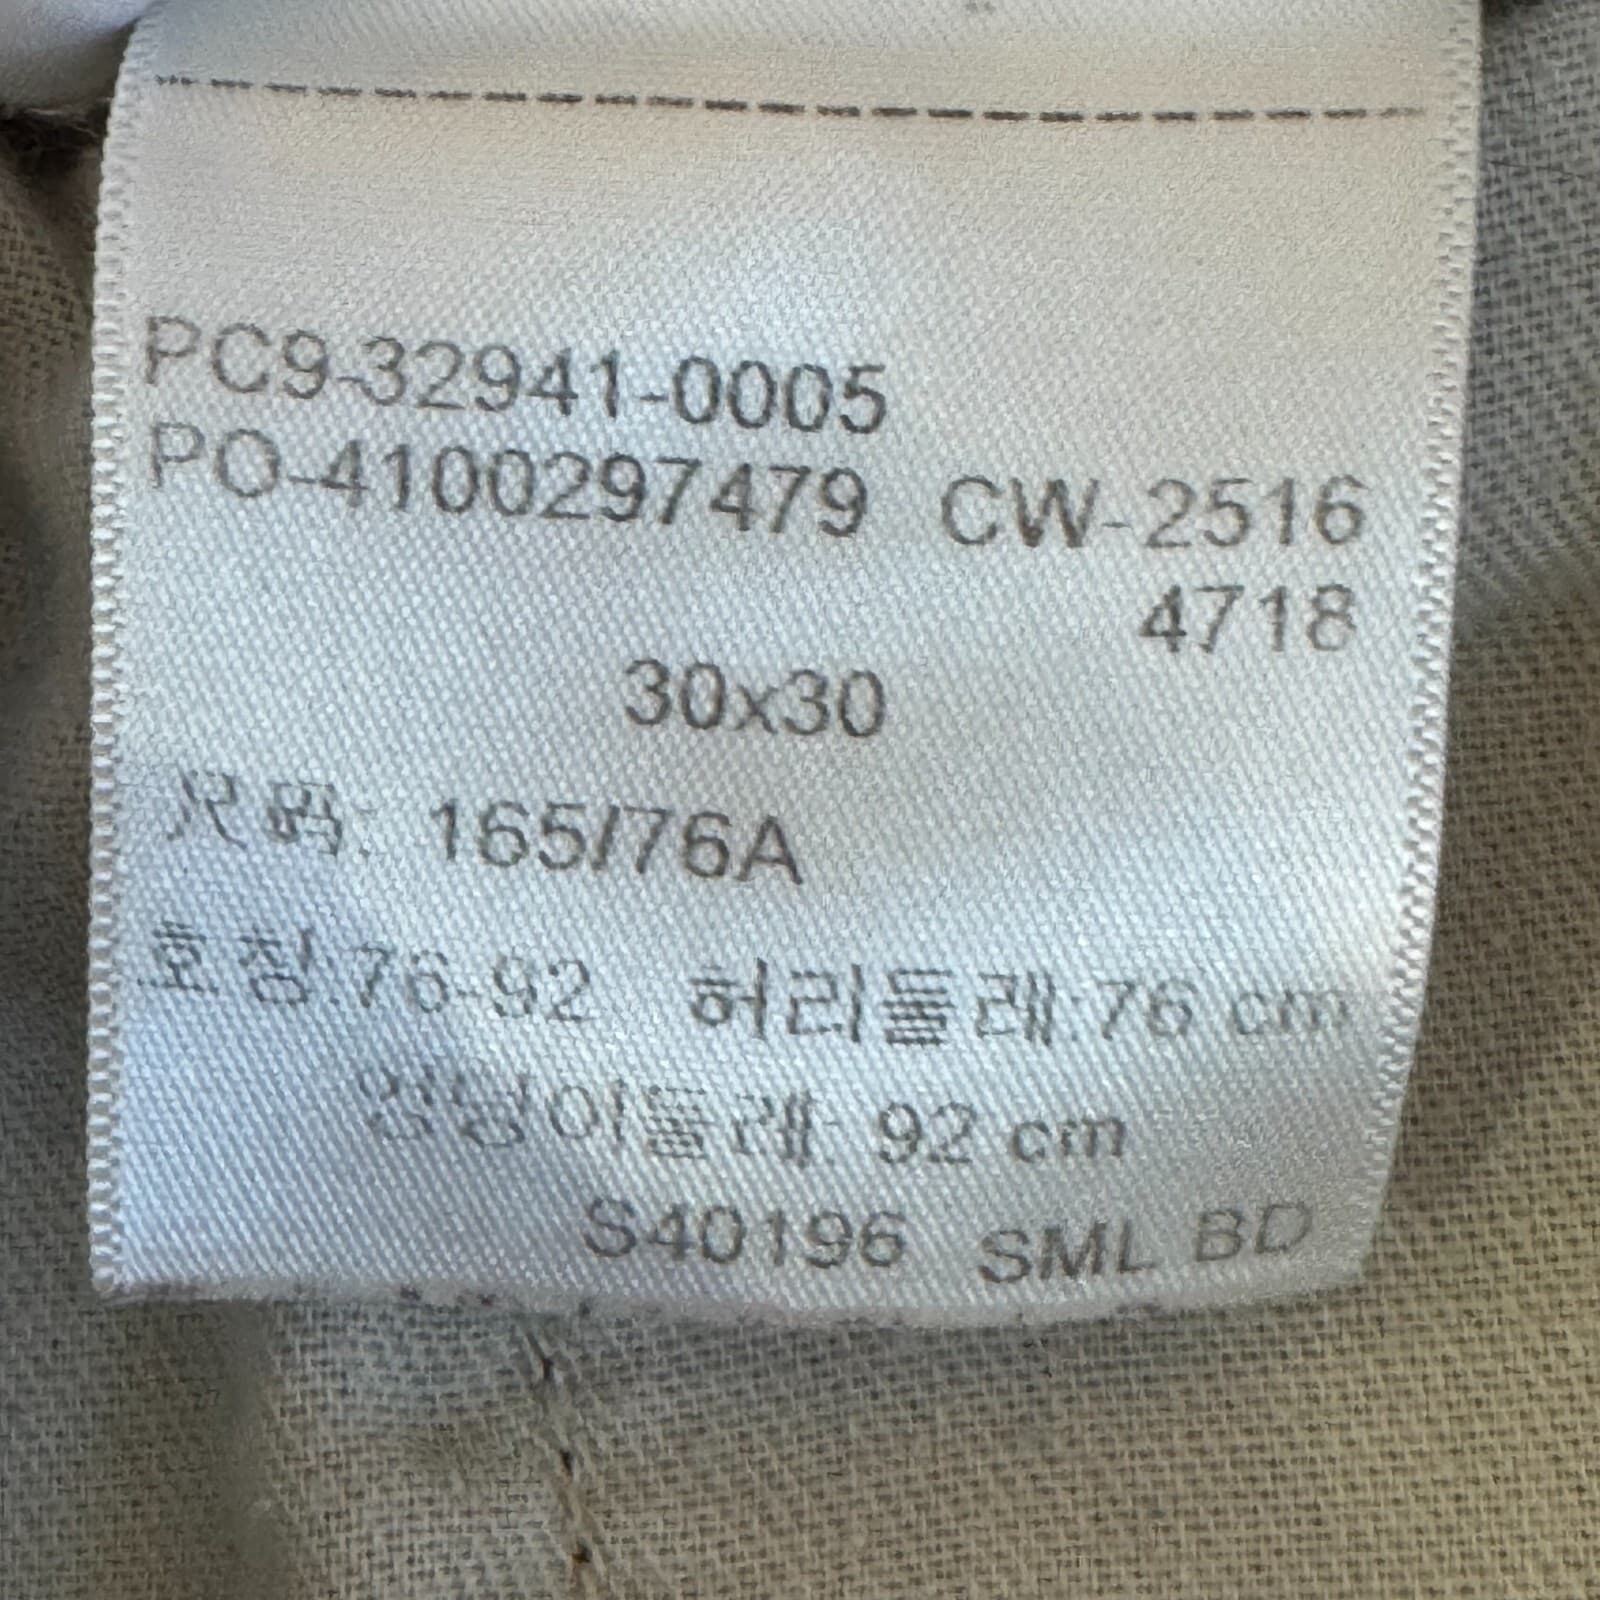 PC9-32941-0005
PO-4100297479 CW-2516
4718
30x30
尺码: 165/76A
호칭:76-92 허리둘레:76 cm
엉덩이둘레: 92 cm
S40196 SML BD